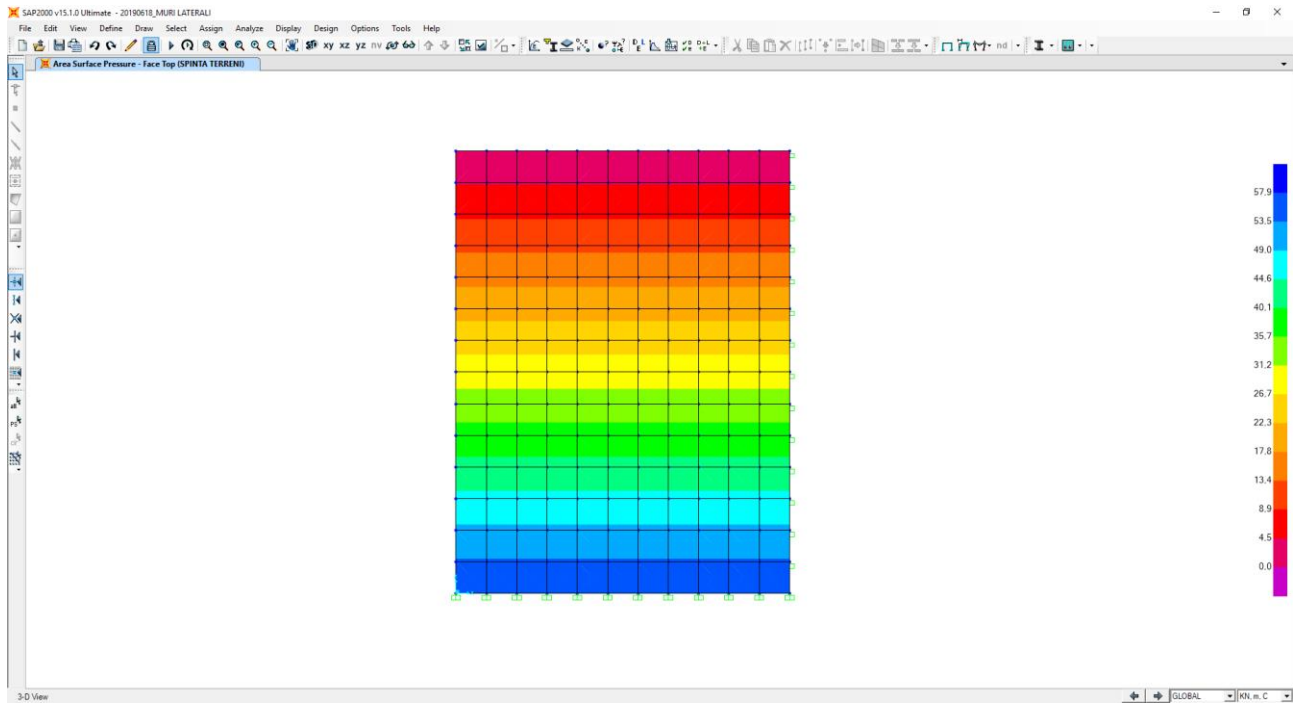 SAP2000 v15.1.0 Ultimate - 20190618_MURI LATERALI
File Edit View Define Draw Select Assign Analyze Display Design Options Tools Help
xy xz yz nv nd
Area Surface Pressure - Face Top (SPINTA TERRENI)
57.9
53.5
49.0
44.6
40.1
35.7
31.2
26.7
22.3
17.8
13.4
8.9
4.5
0.0
3-D View
GLOBAL
KN, m, C